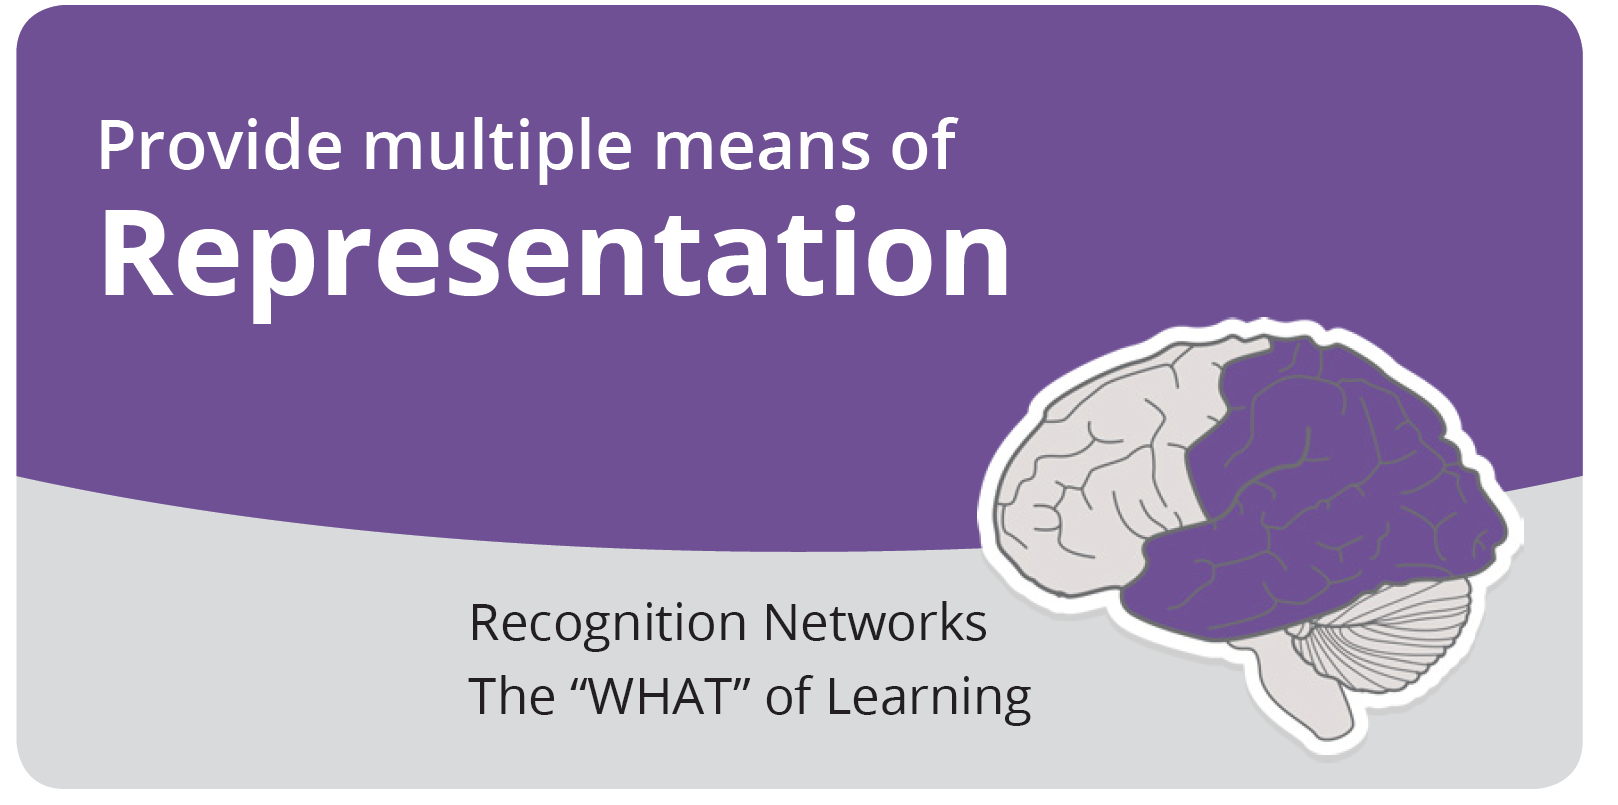 Provide multiple means of
Representation
Recognition Networks
The “WHAT” of Learning